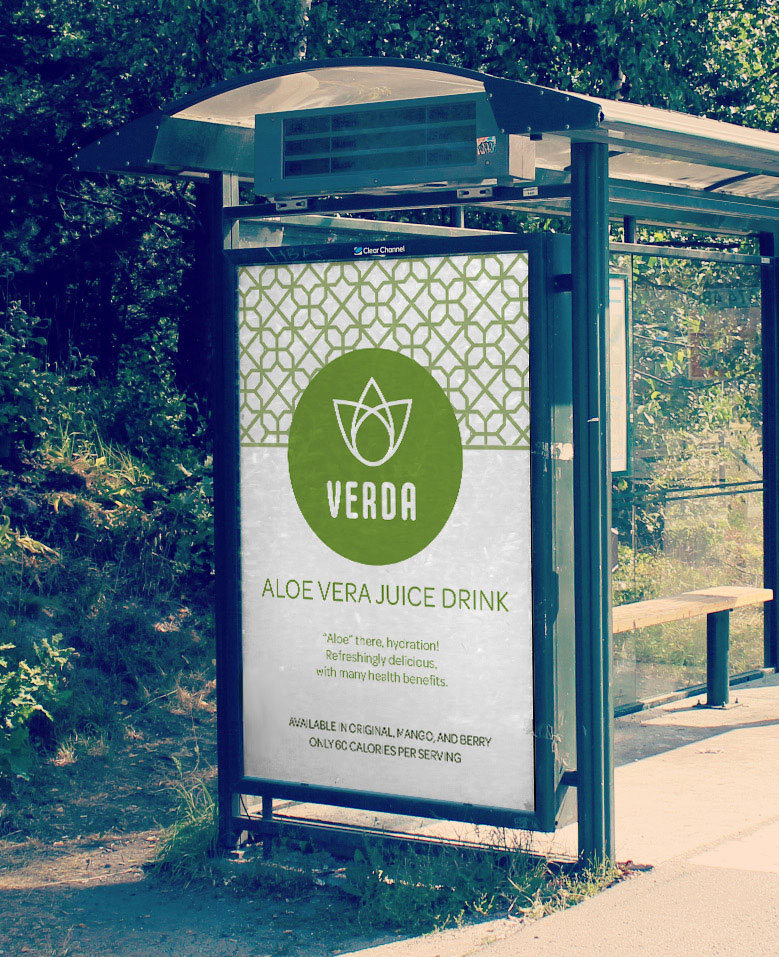 Clear Channel
VERDA
ALOE VERA JUICE DRINK
“Aloe” there, hydration!
Refreshingly delicious,
with many health benefits.
AVAILABLE IN ORIGINAL, MANGO, AND BERRY
ONLY 60 CALORIES PER SERVING